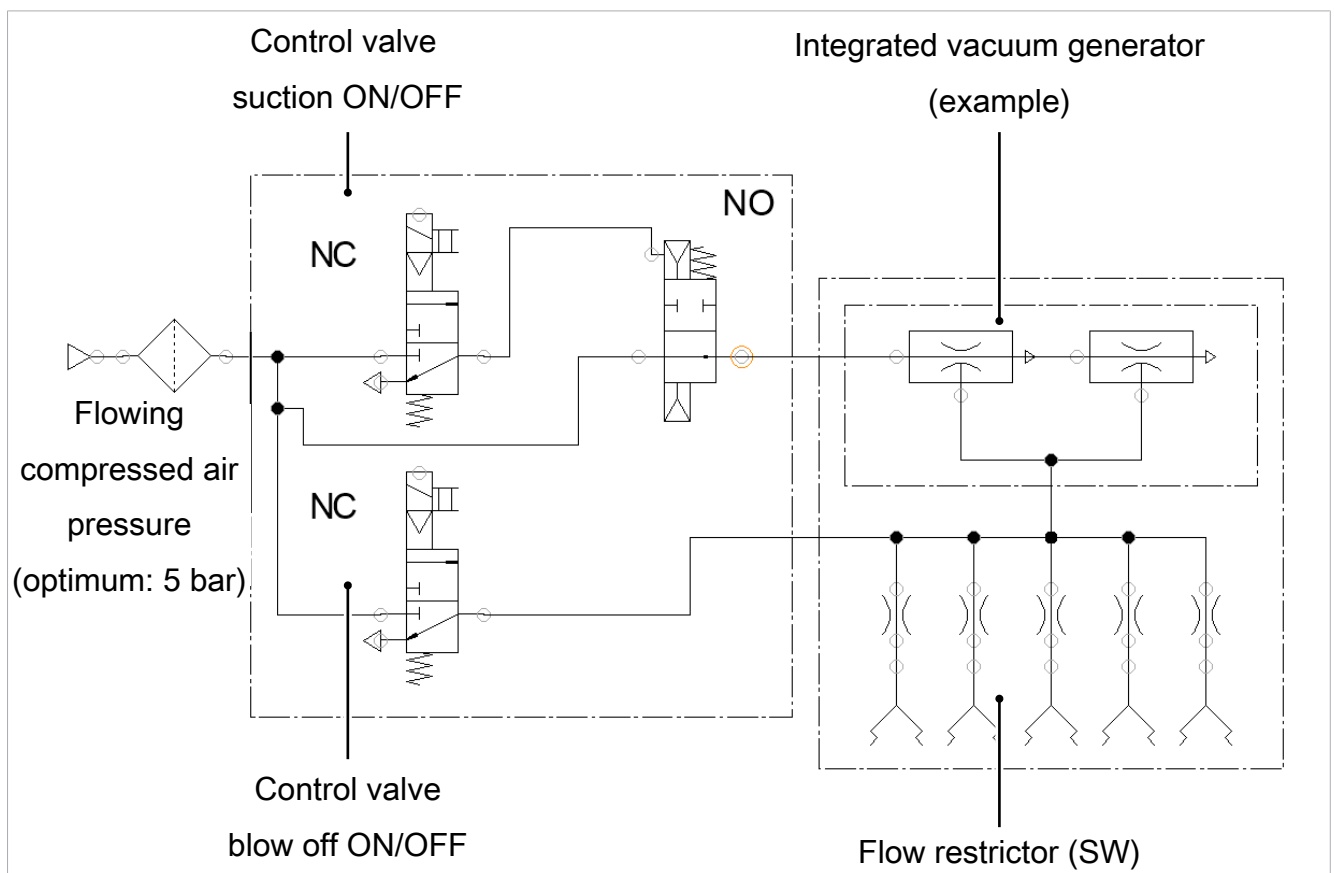 Control valve
suction ON/OFF
Integrated vacuum generator
(example)
NO
NC
Flowing
compressed air
pressure
(optimum: 5 bar)
NC
Control valve
blow off ON/OFF
Flow restrictor (SW)